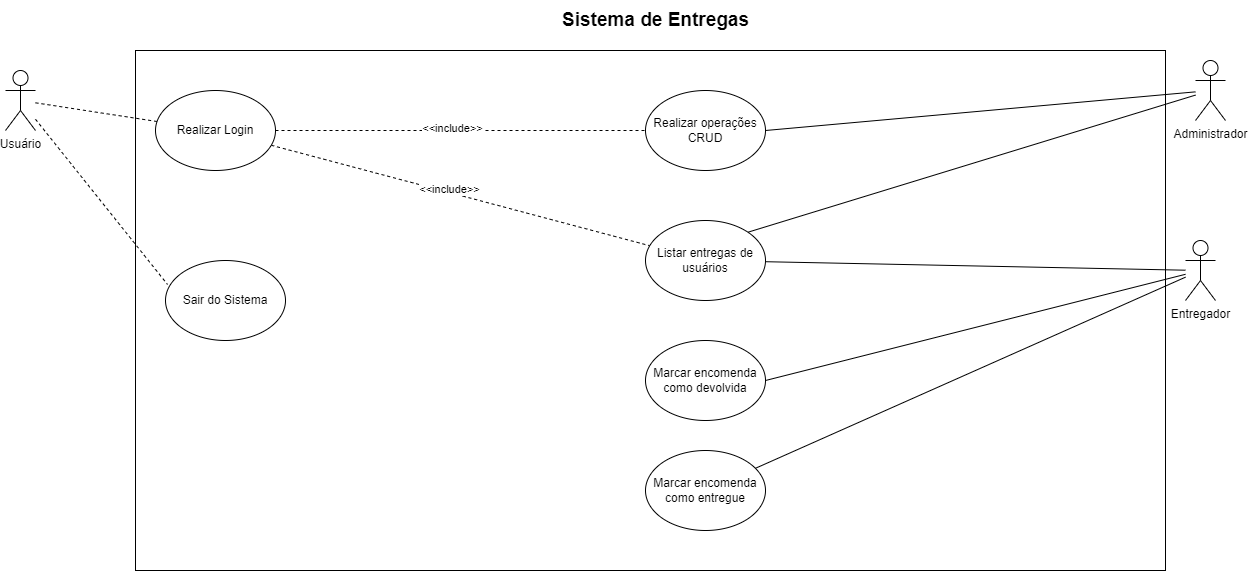 Sistema de Entregas
Usuário
Realizar Login
<<include>>
Realizar operações
CRUD
Administrador
<<include>>
Listar entregas de
usuários
Sair do Sistema
Entregador
Marcar encomenda
como devolvida
Marcar encomenda
como entregue